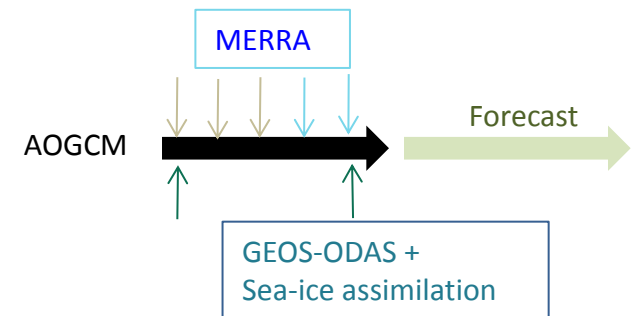 MERRA
AOGCM
Forecast
GEOS-ODAS +
Sea-ice assimilation